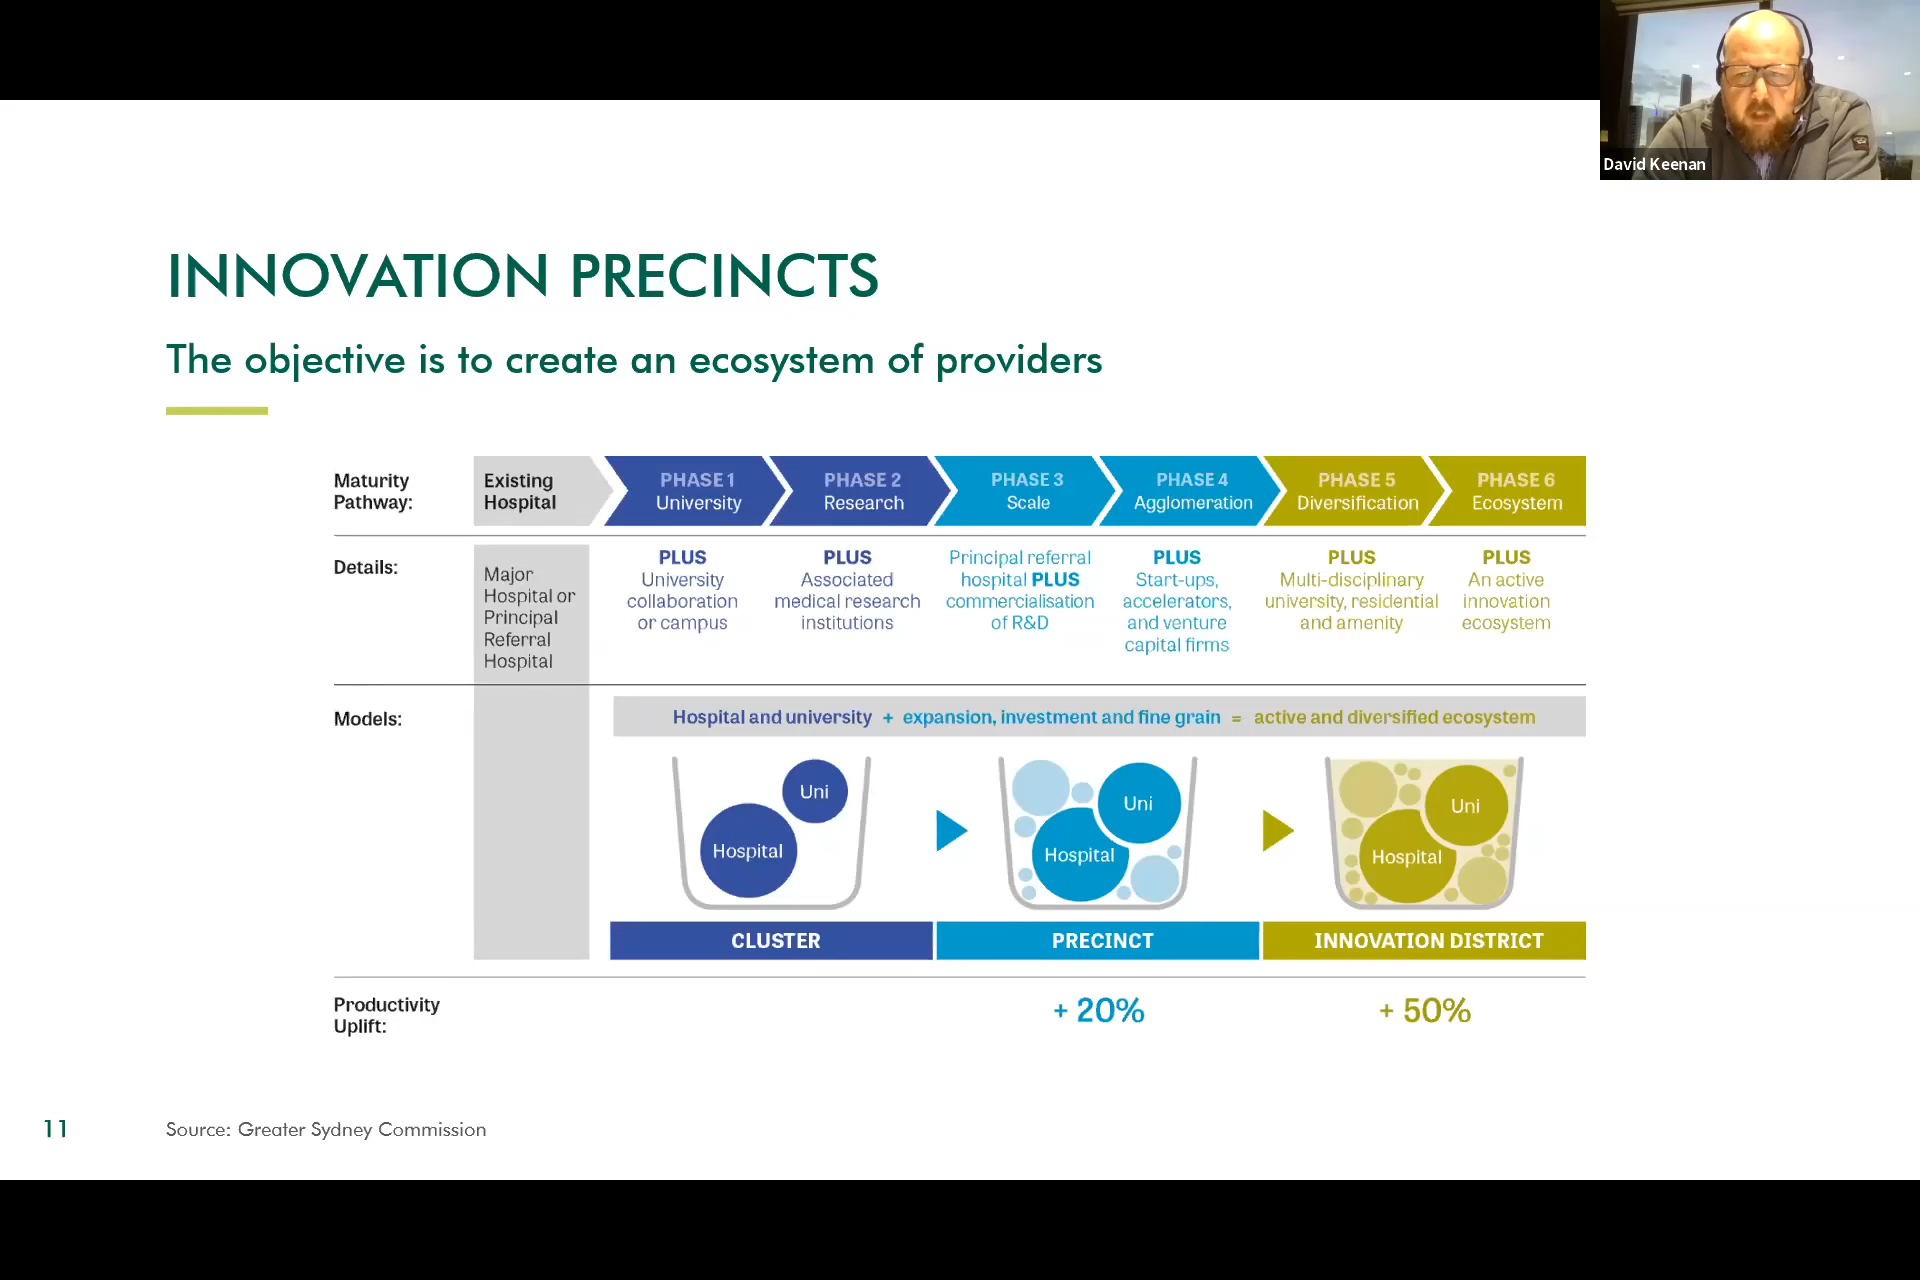 David Keenan
INNOVATION PRECINCTS
The objective is to create an ecosystem of providers
Maturity
Pathway:
Existing
Hospital
PHASE 1
University
PHASE 2
Research
PHASE 3
Scale
PHASE 4
Agglomeration
PHASE 5
Diversification
PHASE 6
Ecosystem
Details:
Major
Hospital or
Principal
Referral
Hospital
PLUS
University
collaboration
or campus
PLUS
Associated
medical research
institutions
Principal referral
hospital PLUS
commercialisation
of R&D
PLUS
Start-ups,
accelerators,
and venture
capital firms
PLUS
Multi-disciplinary
university, residential
and amenity
PLUS
An active
innovation
ecosystem
Models:
Hospital and university + expansion, investment and fine grain = active and diversified ecosystem
Uni
Hospital
Uni
Hospital
Uni
Hospital
CLUSTER
PRECINCT
INNOVATION DISTRICT
Productivity
Uplift:
+ 20%
+ 50%
11
Source: Greater Sydney Commission